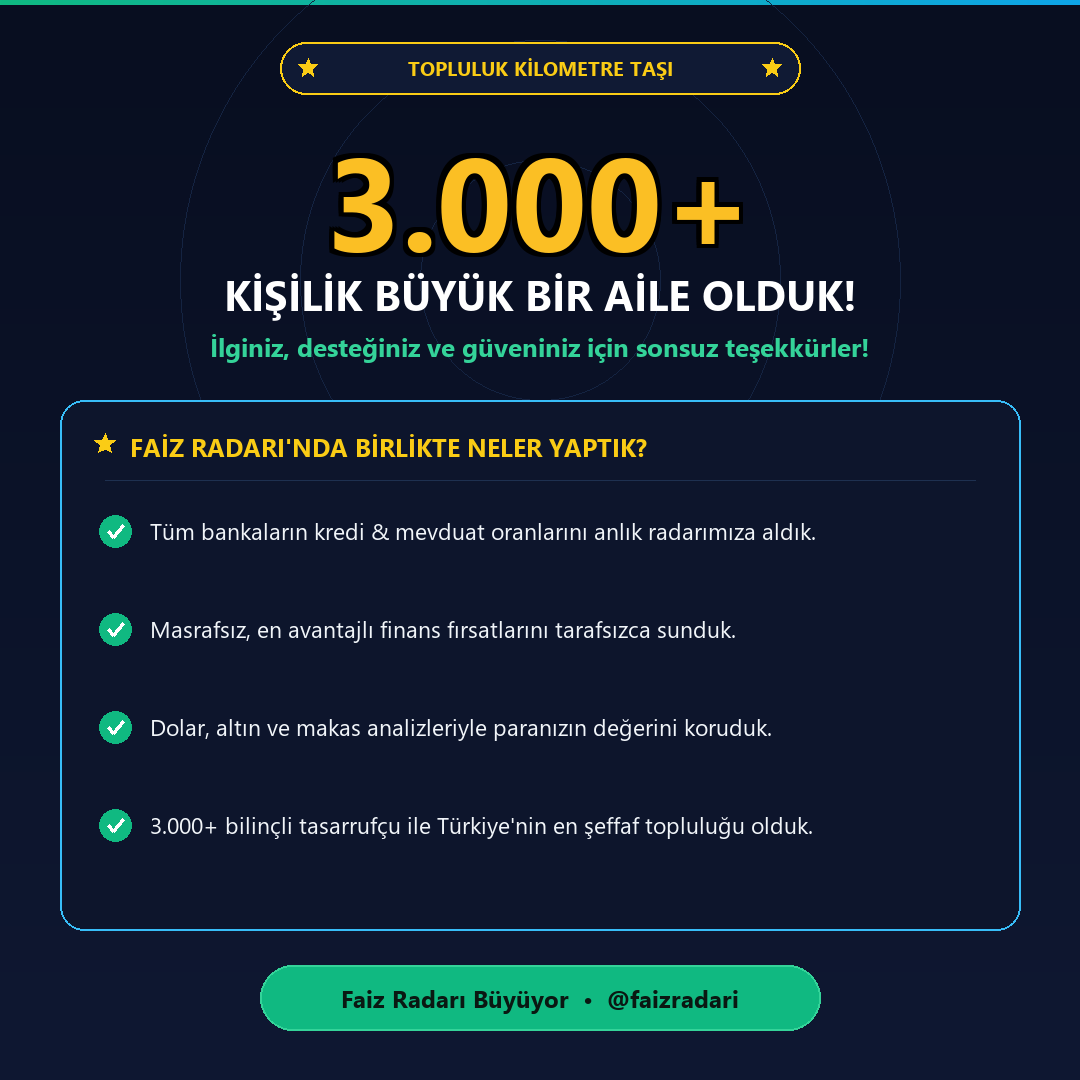 TOPLULUK KİLOMETRE TAŞI
3.000+
KİŞİLİK BÜYÜK BİR AİLE OLDUK!
İlginiz, desteğiniz ve güveniniz için sonsuz teşekkürler!
FAİZ RADARI'NDA BİRLİKTE NELER YAPTIK?
Tüm bankaların kredi & mevduat oranlarını anlık radarımıza aldık.
Masrafsız, en avantajlı finans fırsatlarını tarafsızca sunduk.
Dolar, altın ve makas analizleriyle paranızın değerini koruduk.
3.000+ bilinçli tasarrufçu ile Türkiye'nin en şeffaf topluluğu olduk.
Faiz Radarı Büyüyor • @faizradari